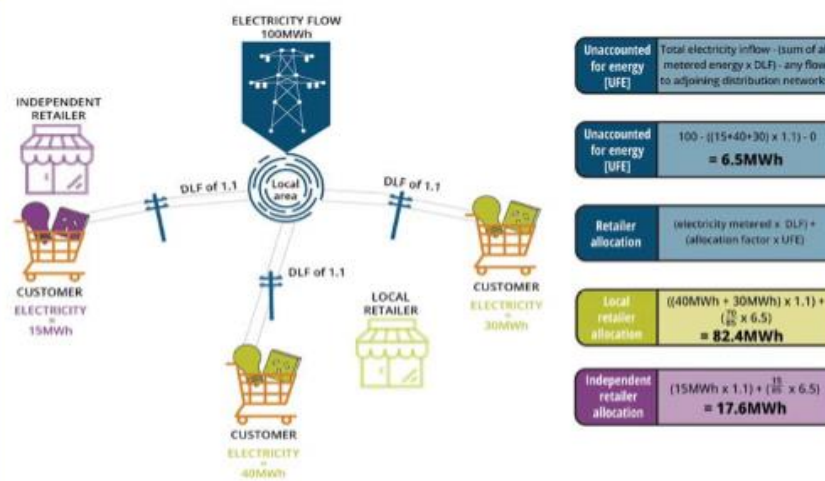 ELECTRICITY FLOW
100MWh
INDEPENDENT
RETAILER
DLF of 1.1
Local
area
DLF of 1.1
DLF of 1.1
CUSTOMER
ELECTRICITY
=
15MWh
LOCAL
RETAILER
CUSTOMER
ELECTRICITY
=
30MWh
CUSTOMER
ELECTRICITY
=
40MWh
Unaccounted
for energy
[UFE]
Total electricity inflow - (sum of
metered energy x DLF) - any flow
to adjoining distribution
Unaccounted
for energy
[UFE]
100 - ((15+40+30) x 1.1) - 0
= 6.5MWh
Retailer
allocation
(electricity metered x DLF) +
(allocation factor x UFE)
Local
retailer
allocation
((40MWh + 30MWh) x 1.1) +
(70/85 x 6.5)
= 82.4MWh
Independent
retailer
allocation
(15MWh x 1.1) + (15/85 x 6.5)
= 17.6MWh